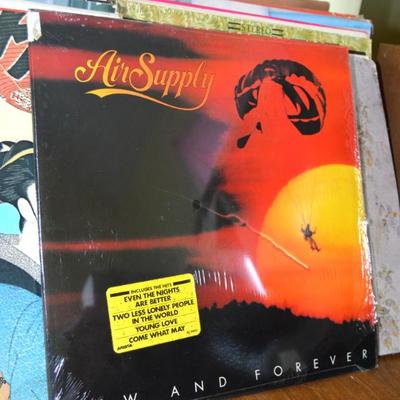 STEREO
Air Supply
INCLUDES THE HITS
EVEN THE NIGHTS
ARE BETTER
TWO LESS LONELY PEOPLE
IN THE WORLD
YOUNG LOVE
COME WHAT MAY
ARISTA
W AND FOREVER